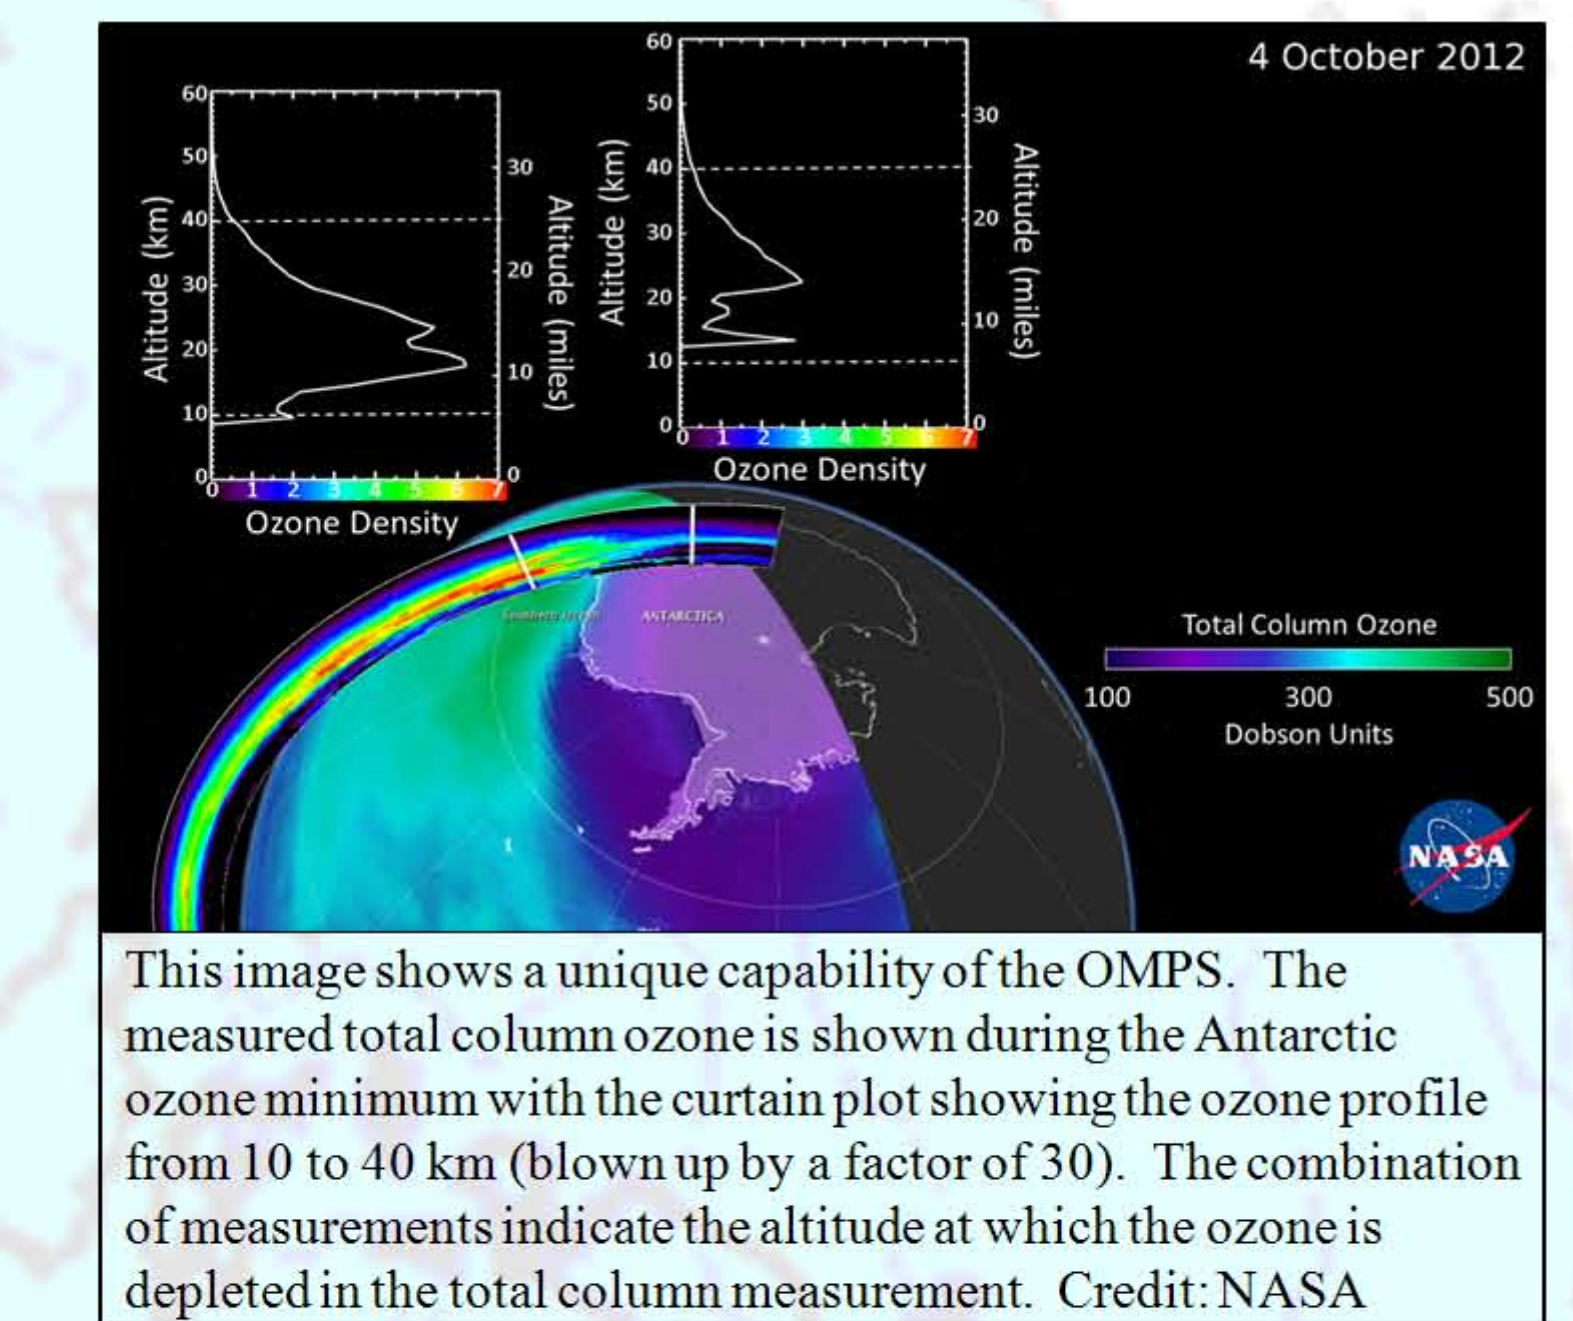 4 October 2012
60
50
40
30
20
10
0
Altitude (km)
30
20
10
0
Altitude (miles)
0 1 2 3 4 5 6 7
Ozone Density
60
50
40
30
20
10
0
Altitude (km)
30
20
10
0
Altitude (miles)
0 1 2 3 4 5 6 7
Ozone Density
Southern Ocean
ANTARCTICA
Total Column Ozone
100 300 500
Dobson Units
NASA
This image shows a unique capability of the OMPS. The
measured total column ozone is shown during the Antarctic
ozone minimum with the curtain plot showing the ozone profile
from 10 to 40 km (blown up by a factor of 30). The combination
of measurements indicate the altitude at which the ozone is
depleted in the total column measurement. Credit: NASA